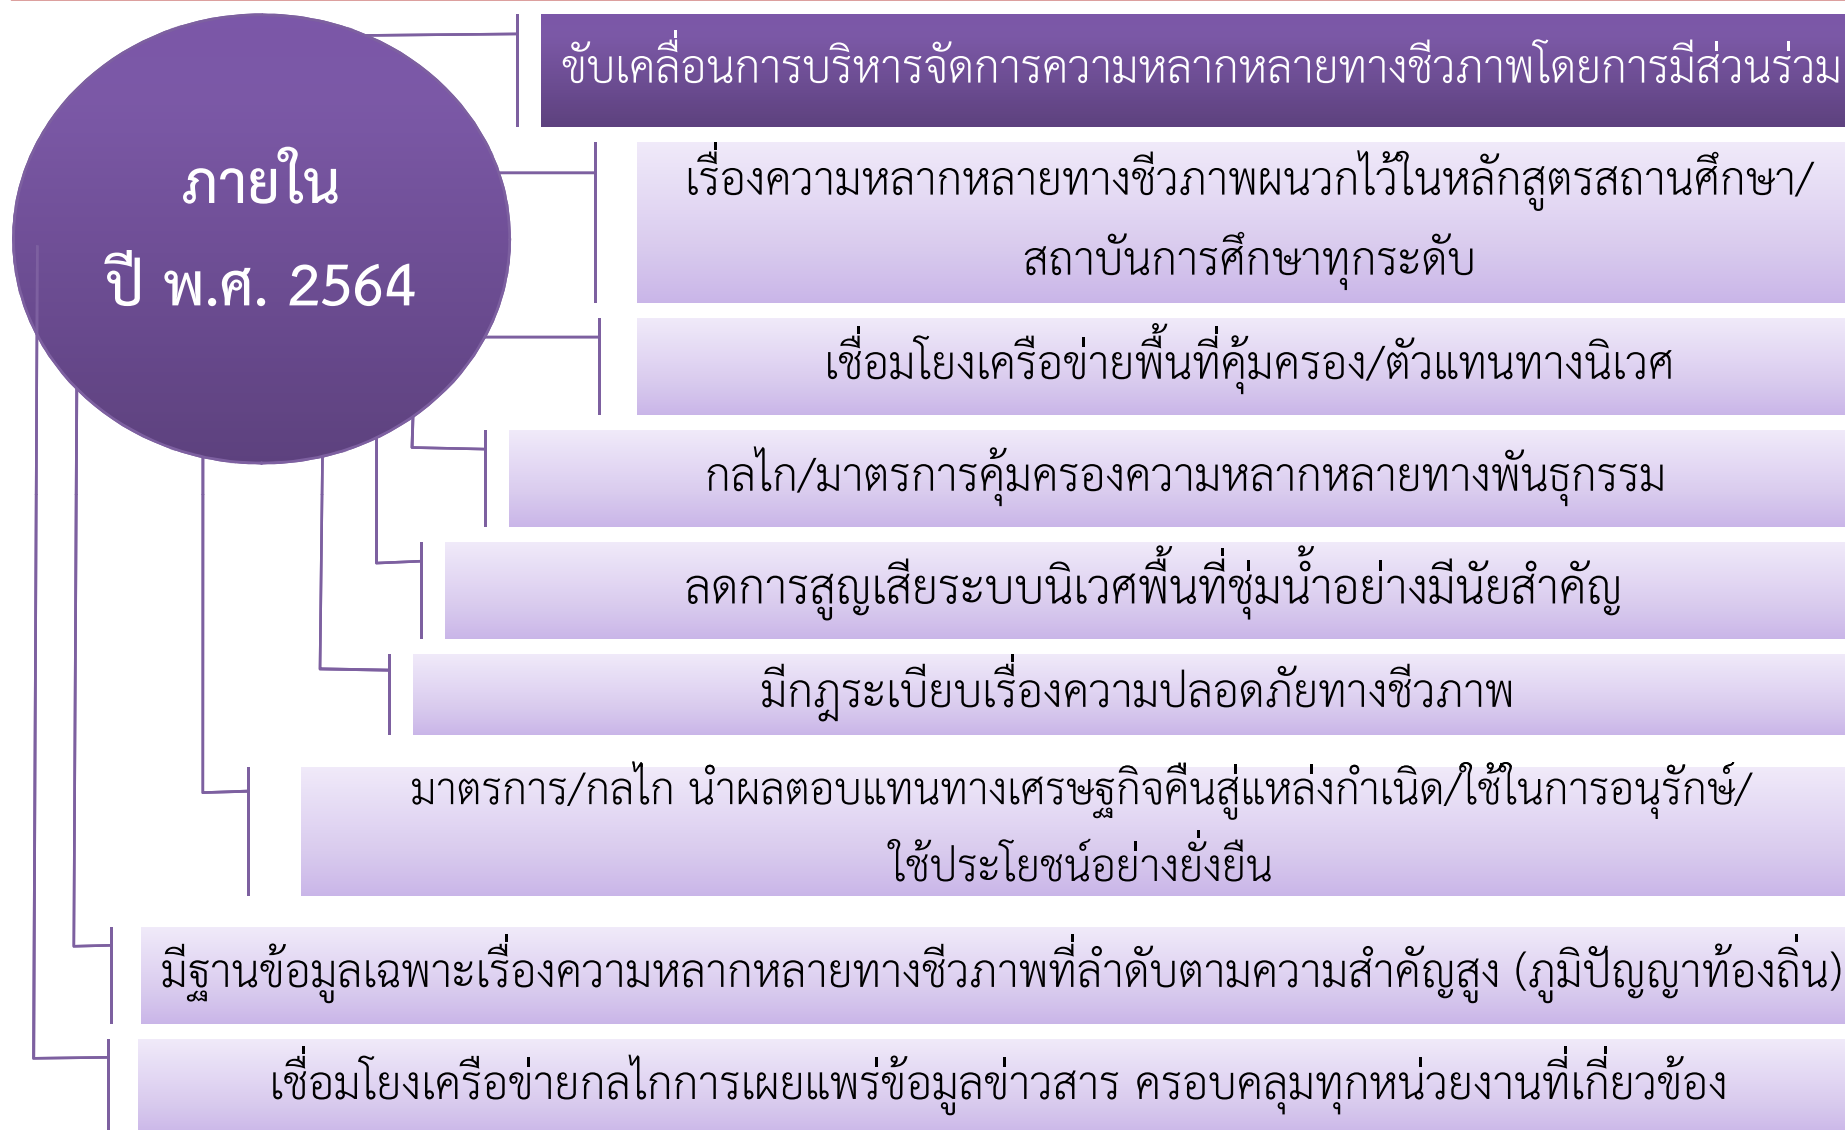 ภายใน
ปี พ.ศ. 2564
ขับเคลื่อนการบริหารจัดการความหลากหลายทางชีวภาพโดยการมีส่วนร่วม
เรื่องความหลากหลายทางชีวภาพผนวกไว้ในหลักสูตรสถานศึกษา/
สถาบันการศึกษาทุกระดับ
เชื่อมโยงเครือข่ายพื้นที่คุ้มครอง/ตัวแทนทางนิเวศ
กลไก/มาตรการคุ้มครองความหลากหลายทางพันธุกรรม
ลดการสูญเสียระบบนิเวศพื้นที่ชุ่มน้ำอย่างมีนัยสำคัญ
มีกฎระเบียบเรื่องความปลอดภัยทางชีวภาพ
มาตรการ/กลไก นำผลตอบแทนทางเศรษฐกิจคืนสู่แหล่งกำเนิด/ใช้ในการอนุรักษ์/
ใช้ประโยชน์อย่างยั่งยืน
มีฐานข้อมูลเฉพาะเรื่องความหลากหลายทางชีวภาพที่ลำดับตามความสำคัญสูง (ภูมิปัญญาท้องถิ่น)
เชื่อมโยงเครือข่ายกลไกการเผยแพร่ข้อมูลข่าวสาร ครอบคลุมทุกหน่วยงานที่เกี่ยวข้อง